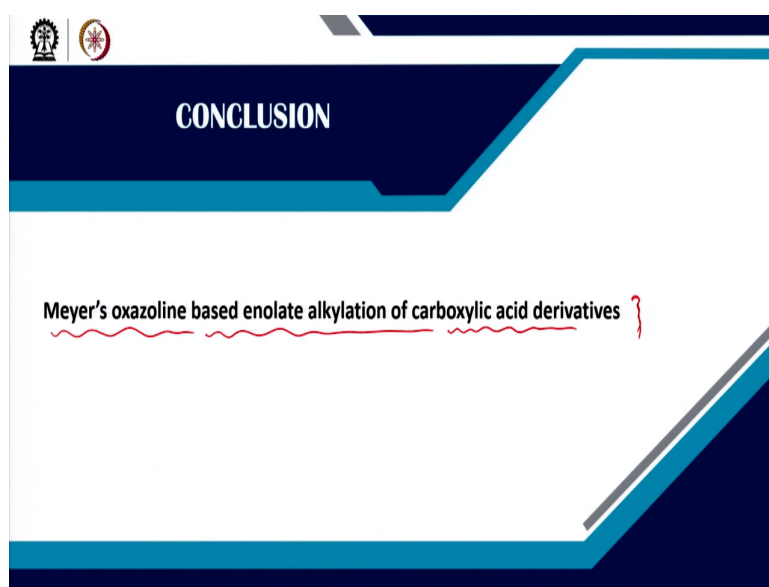 CONCLUSION
Meyer's oxazoline based enolate alkylation of carboxylic acid derivatives